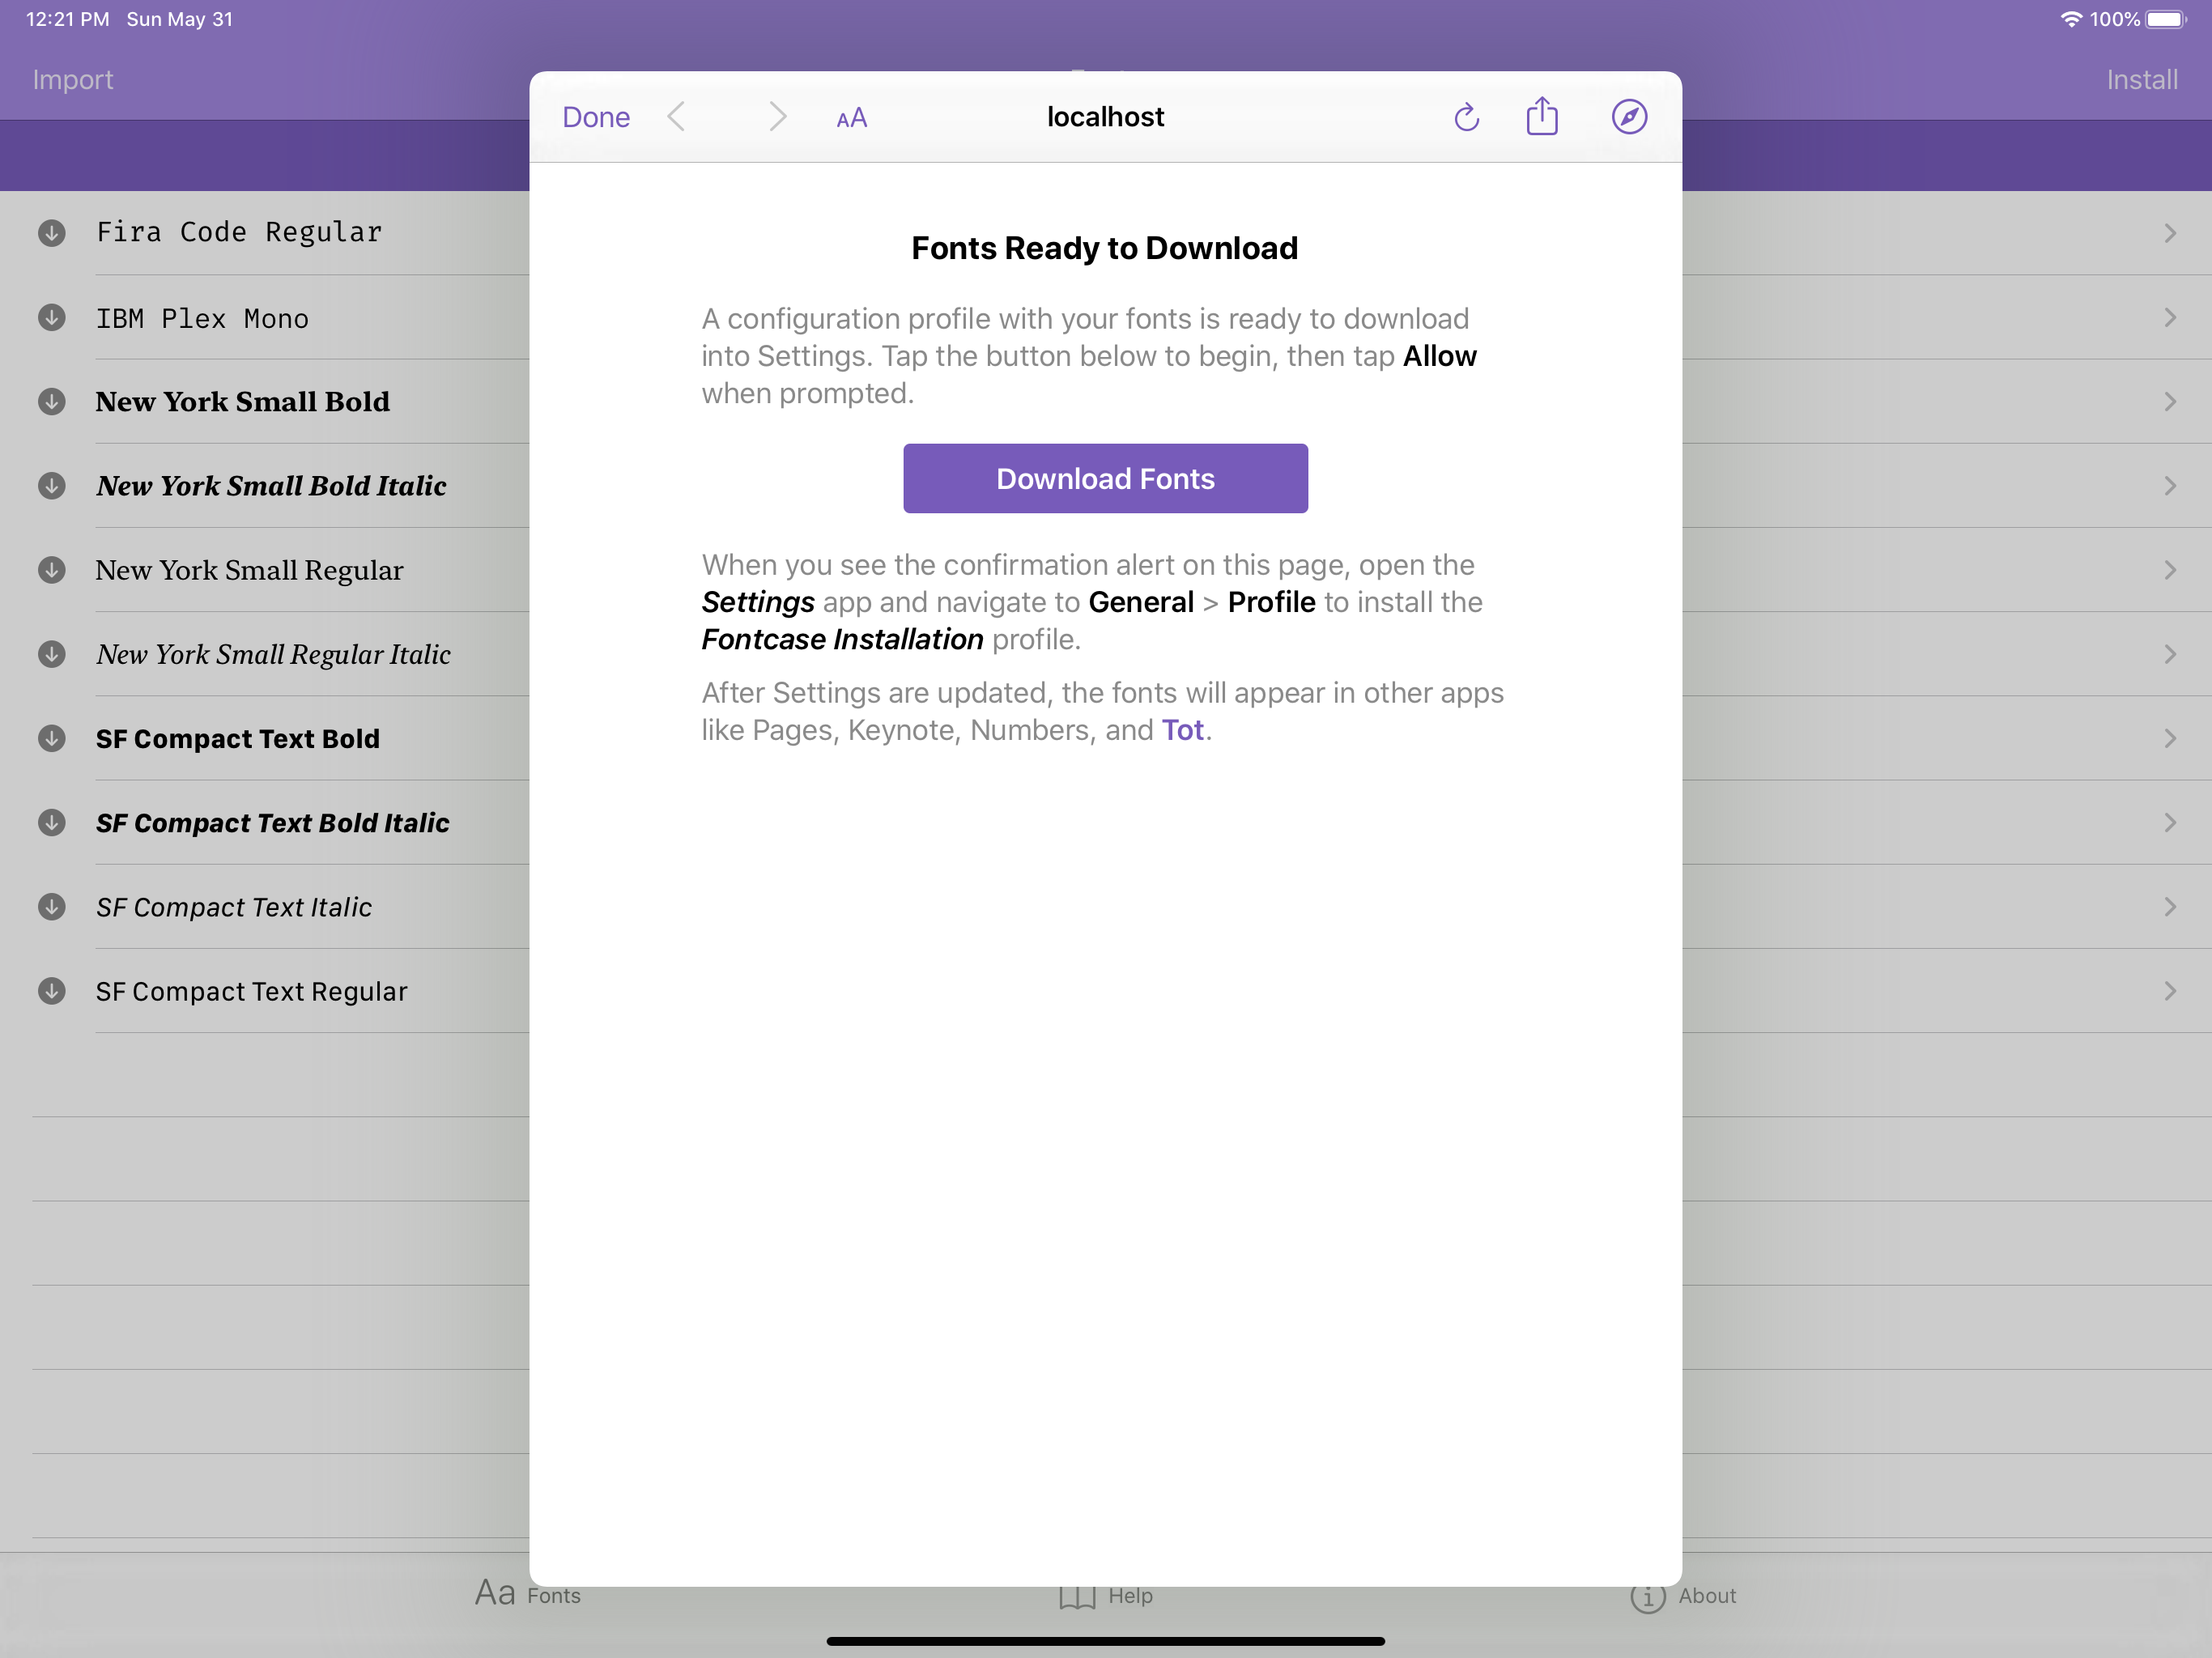 12:21 PM Sun May 31
100%
Import
Install
Done
AA
localhost
Fonts Ready to Download
A configuration profile with your fonts is ready to download
into Settings. Tap the button below to begin, then tap Allow
when prompted.
Download Fonts
When you see the confirmation alert on this page, open the
Settings app and navigate to General > Profile to install the
Fontcase Installation profile.
After Settings are updated, the fonts will appear in other apps
like Pages, Keynote, Numbers, and Tot.
Fira Code Regular
IBM Plex Mono
New York Small Bold
New York Small Bold Italic
New York Small Regular
New York Small Regular Italic
SF Compact Text Bold
SF Compact Text Bold Italic
SF Compact Text Italic
SF Compact Text Regular
Aa Fonts
Help
About